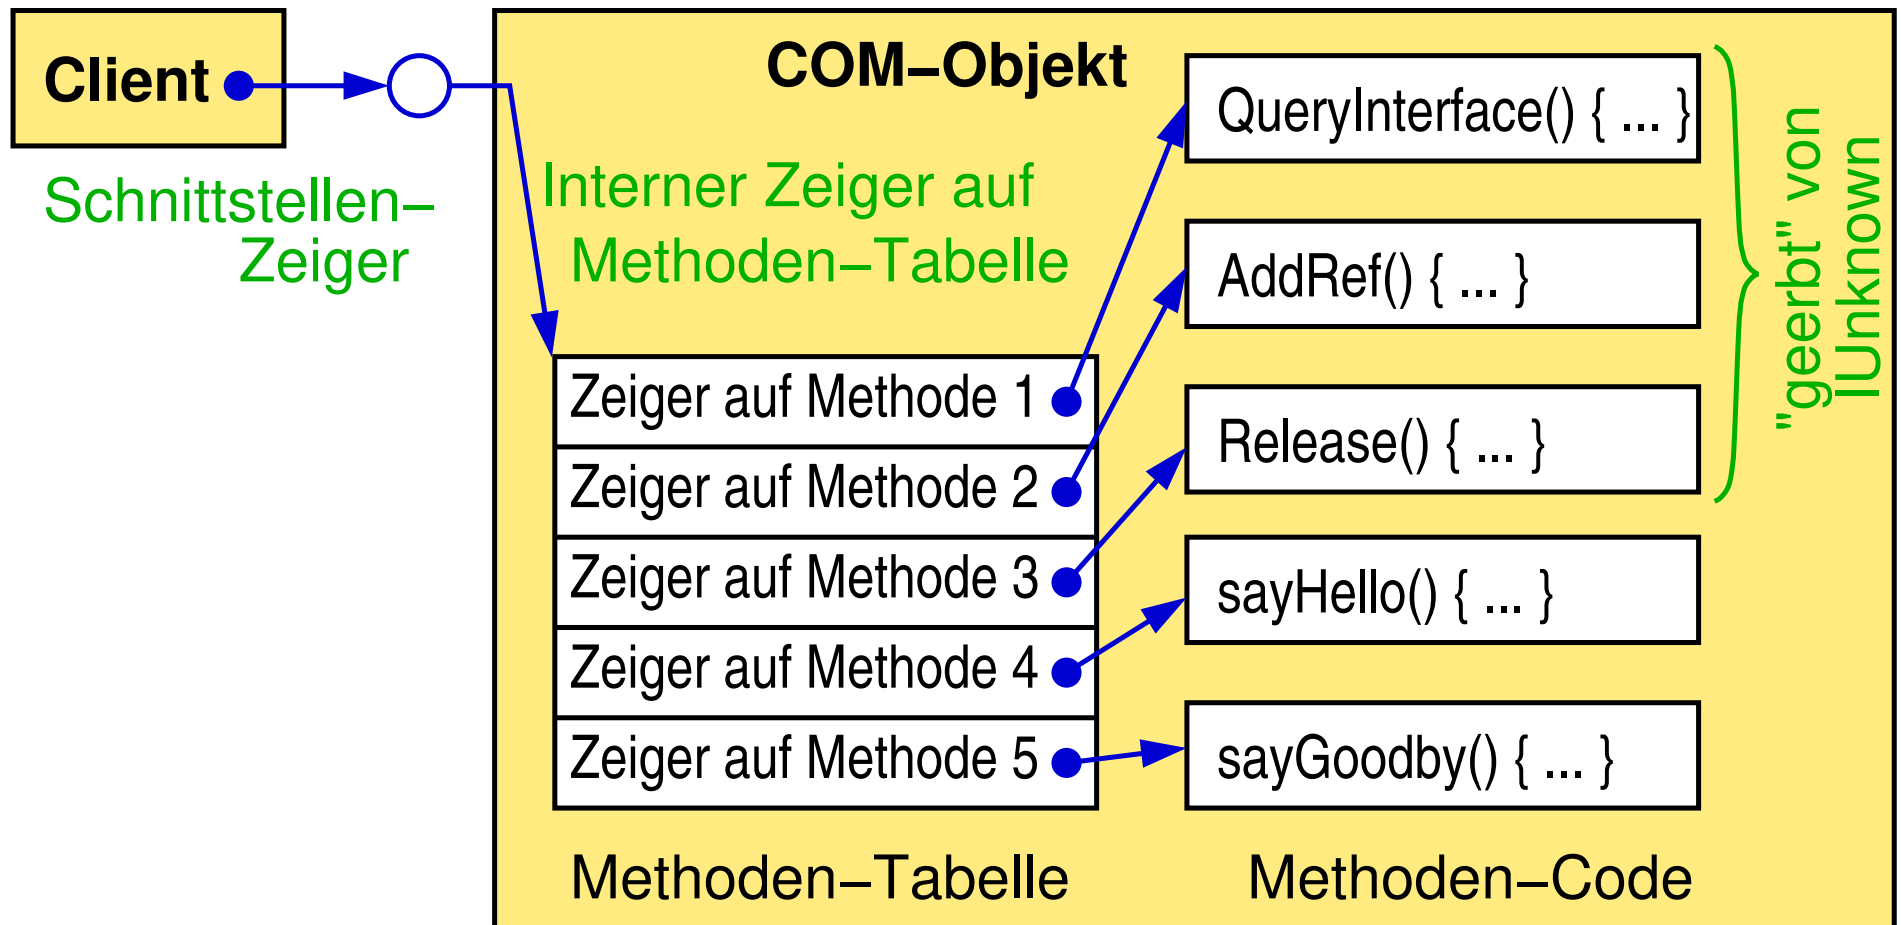 Client
Schnittstellen–
Zeiger
COM–Objekt
Interner Zeiger auf
Methoden–Tabelle
Zeiger auf Methode 1
Zeiger auf Methode 2
Zeiger auf Methode 3
Zeiger auf Methode 4
Zeiger auf Methode 5
Methoden–Tabelle
QueryInterface() { ... }
AddRef() { ... }
Release() { ... }
sayHello() { ... }
sayGoodby() { ... }
Methoden–Code
"geerbt" von
IUnknown